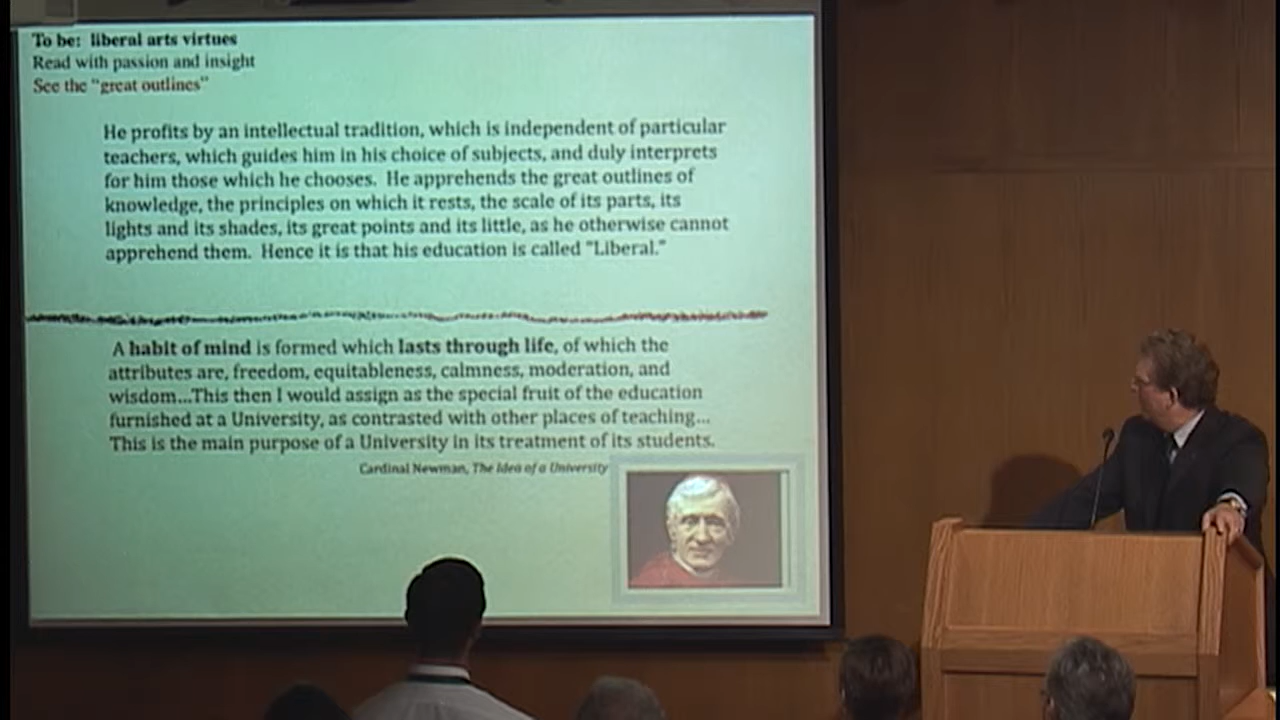 To be: liberal arts virtues
Read with passion and insight
See the "great outlines"
He profits by an intellectual tradition, which is independent of particular
teachers, which guides him in his choice of subjects, and duly interprets
for him those which he chooses. He apprehends the great outlines of
knowledge, the principles on which it rests, the scale of its parts, its
lights and its shades, its great points and its little, as he otherwise cannot
apprehend them. Hence it is that his education is called "Liberal."
A habit of mind is formed which lasts through life, of which the
attributes are, freedom, equitableness, calmness, moderation, and
wisdom...This then I would assign as the special fruit of the education
furnished at a University, as contrasted with other places of teaching...
This is the main purpose of a University in its treatment of its students.
Cardinal Newman, The Idea of a University